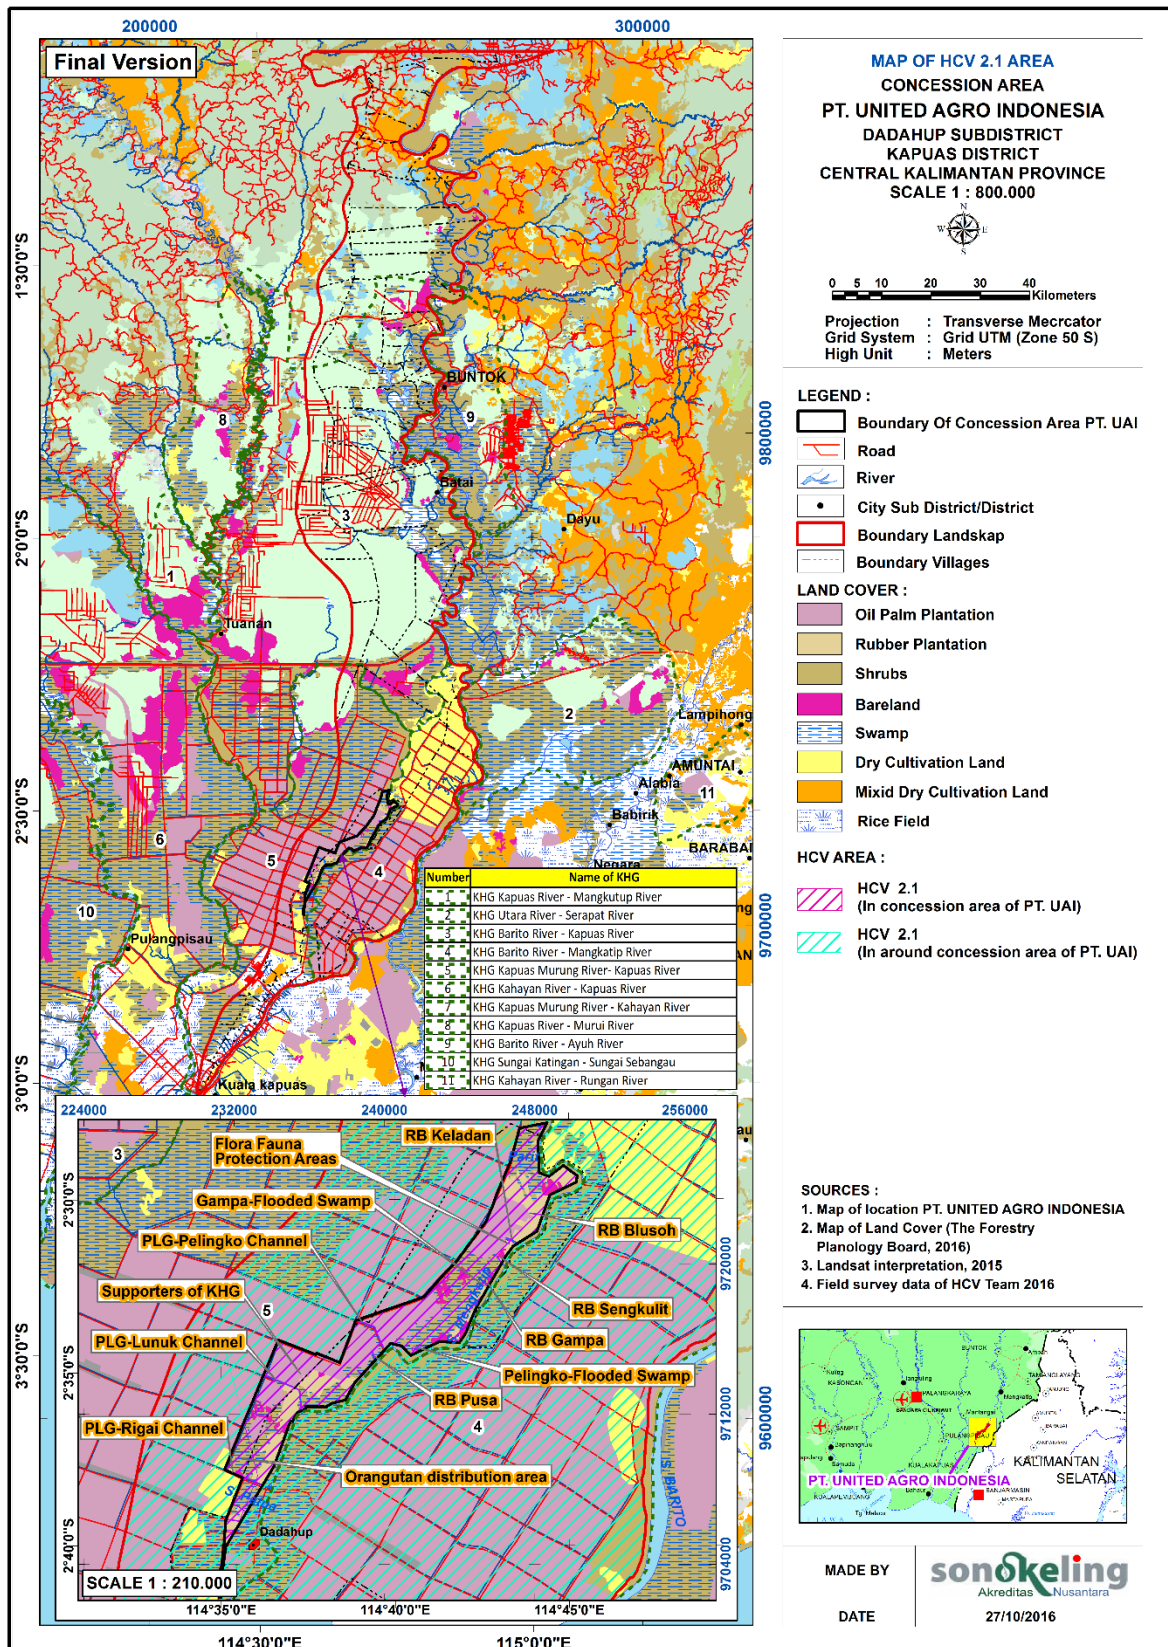 200000
300000
Final Version
1°30'0"S
2°0'0"S
2°30'0"S
3°0'0"S
3°30'0"S
9800000
9700000
9600000
BUNTOK
Batai
Dayu
Tuanan
Lampihong
AMUNTAI
Alabia
Babirik
BARABAI
Negara
Pulangpisau
Kuala kapuas
8
9
3
1
2
11
6
5
4
10
Number Name of KHG
1 KHG Kapuas River - Mangkutup River
2 KHG Utara River - Serapat River
3 KHG Barito River - Kapuas River
4 KHG Barito River - Mangkatip River
5 KHG Kapuas Murung River- Kapuas River
6 KHG Kahayan River - Kapuas River
7 KHG Kapuas Murung River - Kahayan River
8 KHG Kapuas River - Murui River
9 KHG Barito River - Ayuh River
10 KHG Sungai Katingan - Sungai Sebangau
11 KHG Kahayan River - Rungan River
224000
232000
240000
248000
256000
3
RB Keladan
Flora Fauna
Protection Areas
Gampa-Flooded Swamp
RB Blusoh
PLG-Pelingko Channel
Supporters of KHG
RB Sengkulit
5
RB Gampa
PLG-Lunuk Channel
Pelingko-Flooded Swamp
RB Pusa
PLG-Rigai Channel
4
Orangutan distribution area
S. BARITO
Dadahup
SCALE 1 : 210.000
2°30'0"S
2°35'0"S
2°40'0"S
9720000
9712000
9704000
114°35'0"E
114°40'0"E
114°45'0"E
114°30'0"E
115°0'0"E
MAP OF HCV 2.1 AREA
CONCESSION AREA
PT. UNITED AGRO INDONESIA
DADAHUP SUBDISTRICT
KAPUAS DISTRICT
CENTRAL KALIMANTAN PROVINCE
SCALE 1 : 800.000
N
W E
S
0 5 10 20 30 40
Kilometers
Projection : Transverse Mecrcator
Grid System : Grid UTM (Zone 50 S)
High Unit : Meters
LEGEND :
Boundary Of Concession Area PT. UAI
Road
River
City Sub District/District
Boundary Landskap
Boundary Villages
LAND COVER :
Oil Palm Plantation
Rubber Plantation
Shrubs
Bareland
Swamp
Dry Cultivation Land
Mixid Dry Cultivation Land
Rice Field
HCV AREA :
HCV 2.1
(In concession area of PT. UAI)
HCV 2.1
(In around concession area of PT. UAI)
SOURCES :
1. Map of location PT. UNITED AGRO INDONESIA
2. Map of Land Cover (The Forestry
Planology Board, 2016)
3. Landsat interpretation, 2015
4. Field survey data of HCV Team 2016
BUNTOK
KASONGAN
PALANGKARAYA
SAMPIT
PULANGPISAU
KUALAKAPUAS
KALIMANTAN
SELATAN
PT. UNITED AGRO INDONESIA
BANJARMASIN
MADE BY
sonokeling
Akreditas Nusantara
DATE
27/10/2016